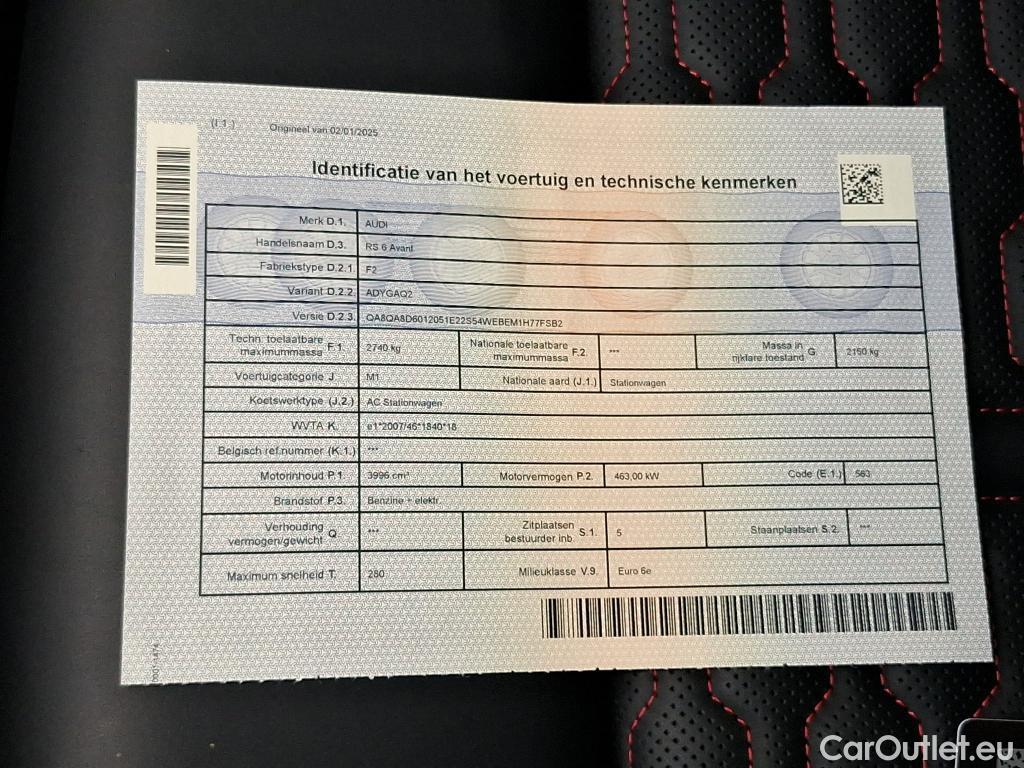 (I.1.) Origineel van 02/01/2025
Identificatie van het voertuig en technische kenmerken
Merk D.1. AUDI
Handelsnaam D.3. RS 6 Avant
Fabriekstype D.2.1. F2
Variant D.2.2. ADYGAQ2
Versie D.2.3. QA8QA8D6012051E22S54WEBEM1H77FSB2
Techn. toelaatbare maximummassa F.1. 2740 kg Nationale toelaatbare maximummassa F.2. *** Massa in rijklare toestand G 2150 kg
Voertuigcategorie J. M1 Nationale aard (J.1.) Stationwagen
Koetswerktype (J.2.) AC Stationwagen
WVTA K. e1*2007/46*1840*18
Belgisch ref.nummer (K.1.) ***
Motorinhoud P.1. 3996 cm³ Motorvermogen P.2. 463,00 kW Code (E.1.) 563
Brandstof P.3. Benzine + elektr.
Verhouding vermogen/gewicht Q *** Zitplaatsen bestuurder inb. S.1. 5 Staanplaatsen S.2. ***
Maximum snelheid T. 280 Milieuklasse V.9. Euro 6e
CarOutlet.eu